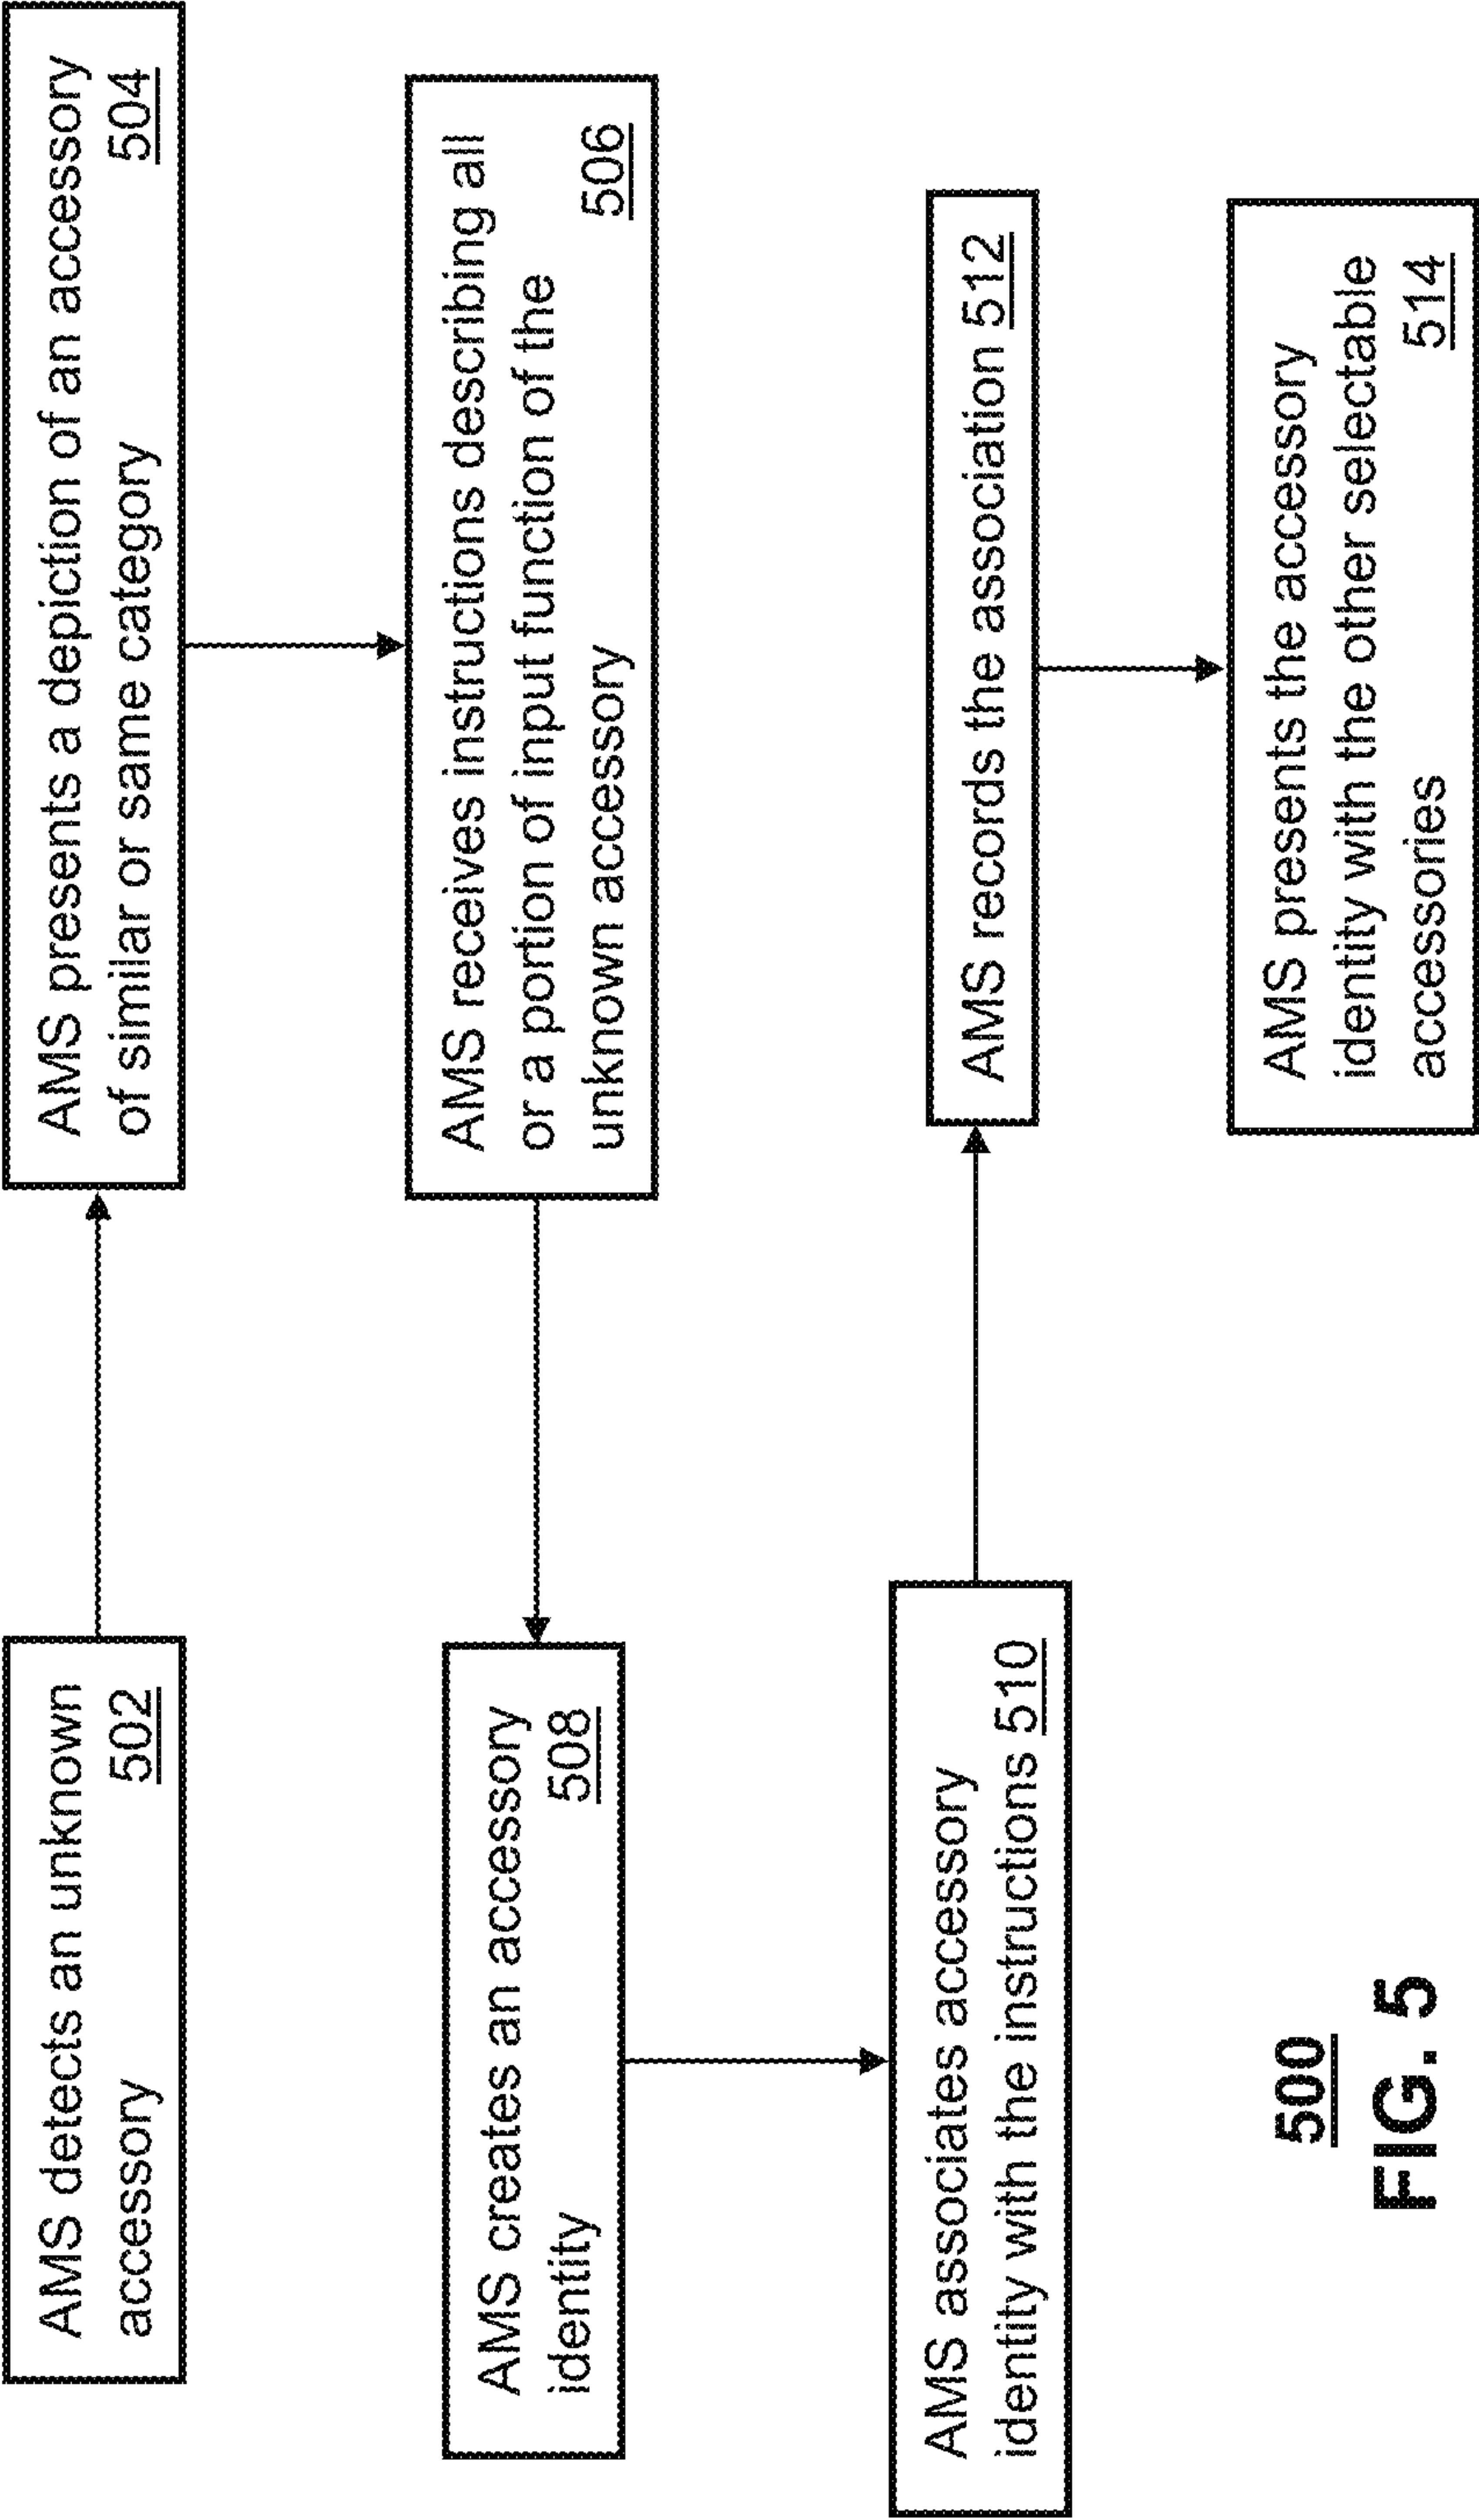 AMS detects an unknown
accessory 502
AMS presents a depiction of an accessory
of similar or same category 504
AMS receives instructions describing all
or a portion of input function of the
unknown accessory 506
AMS creates an accessory
identity 508
AMS associates accessory
identity with the instructions 510
AMS records the association 512
AMS presents the accessory
identity with the other selectable
accessories 514
500
FIG. 5